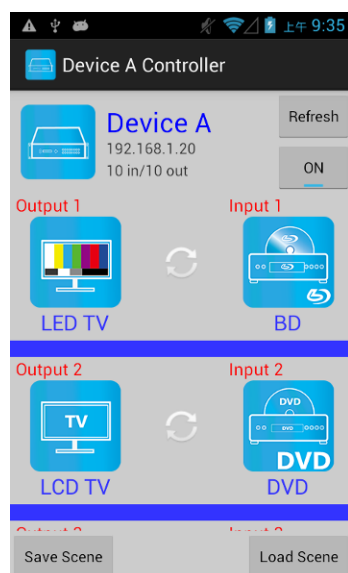 上午 9:35
Device A Controller
Device A
192.168.1.20
10 in/10 out
Refresh
ON
Output 1
Input 1
LED TV
BD
Output 2
Input 2
TV
DVD
DVD
LCD TV
DVD
Save Scene
Load Scene